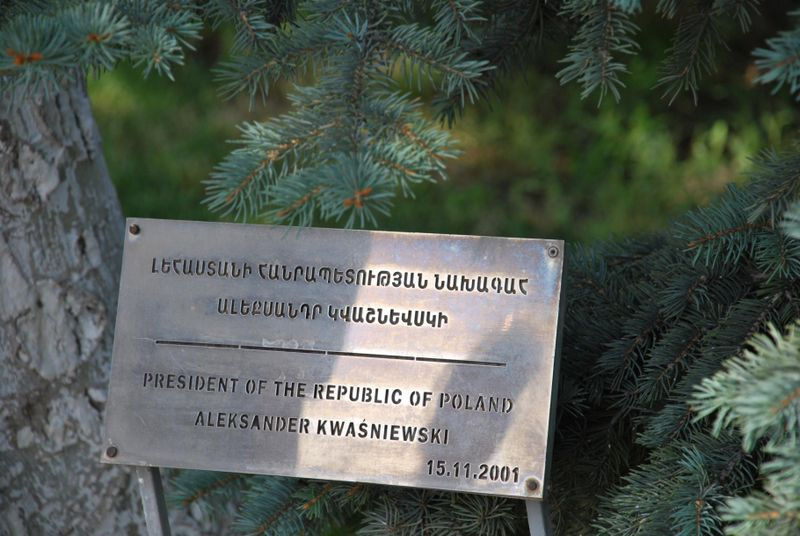 ԼԵՀԱՍՏԱՆԻ ՀԱՆՐԱՊԵՏՈՒԹՅԱՆ ՆԱԽԱԳԱՀ
ԱԼԵՔՍԱՆԴՐ ԿՎԱՇՆԵՎՍԿԻ
PRESIDENT OF THE REPUBLIC OF POLAND
ALEKSANDER KWAŚNIEWSKI
15.11.2001